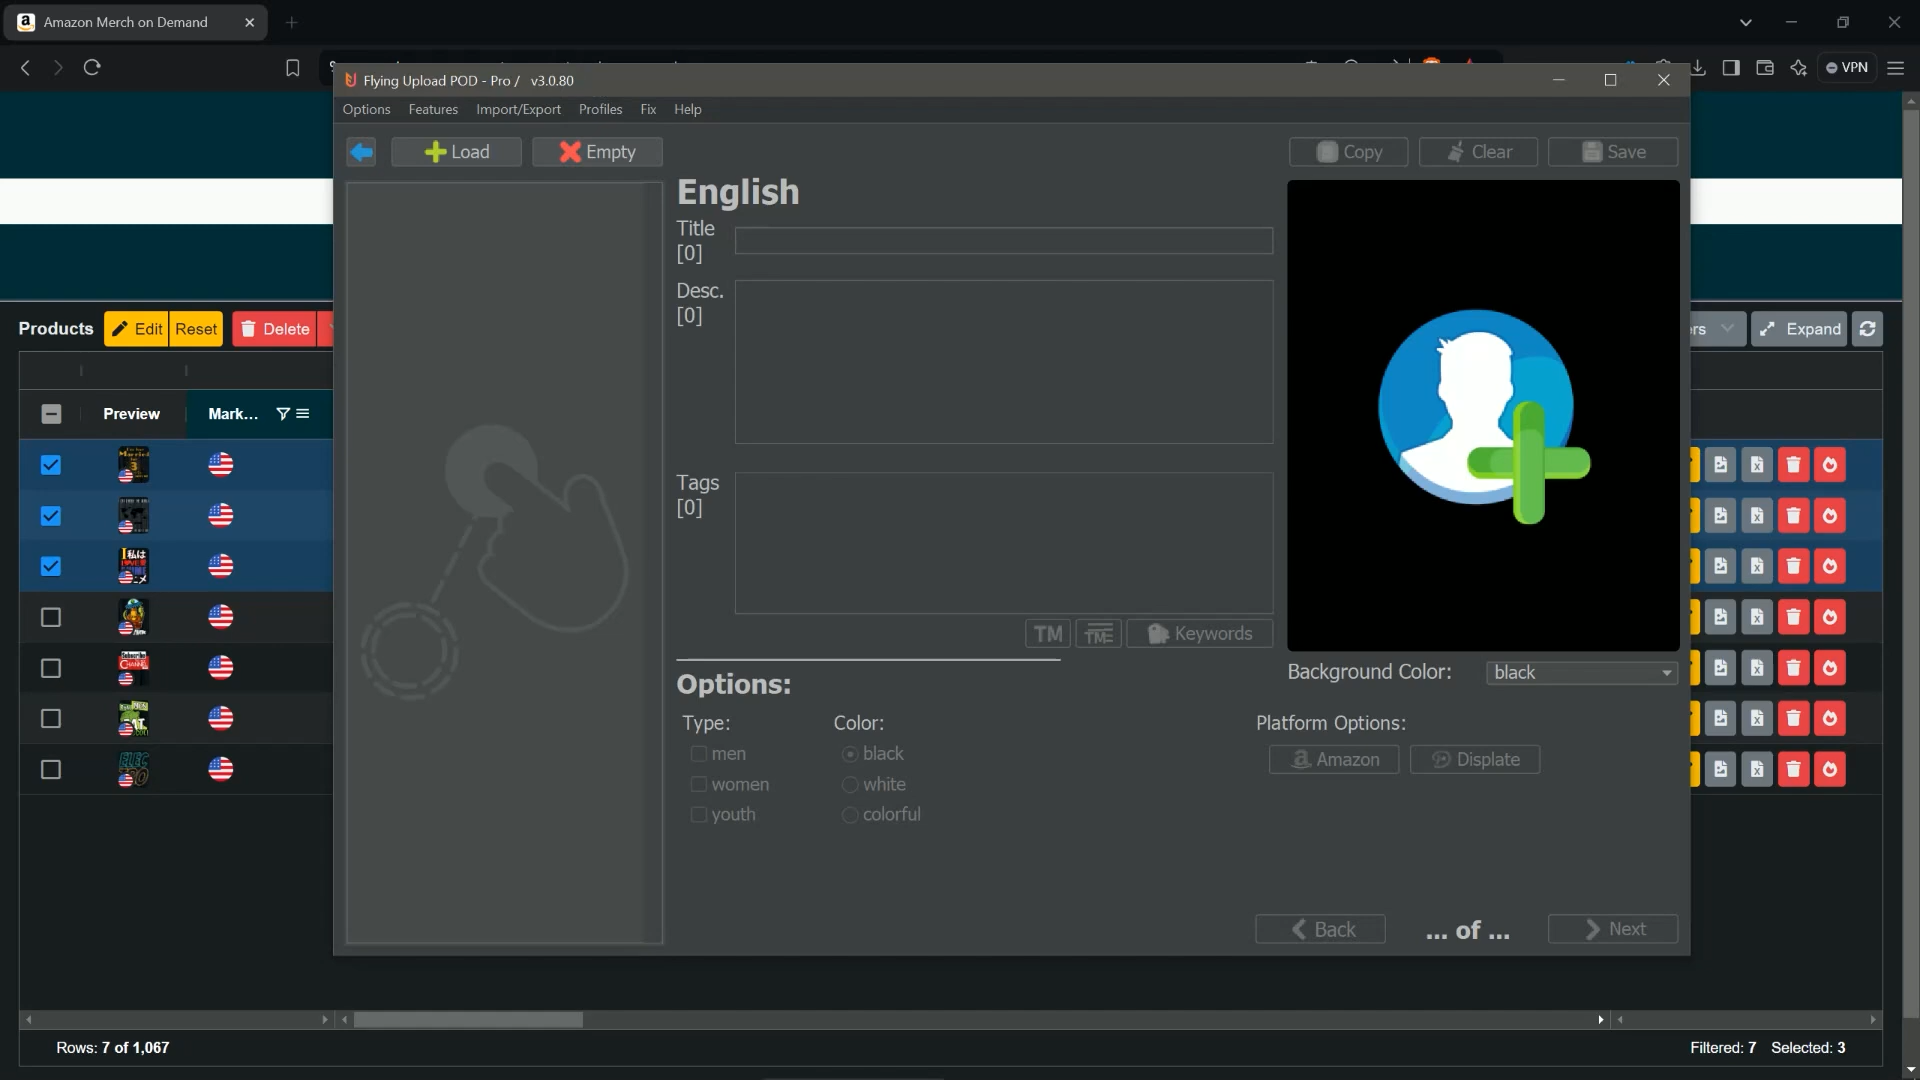 Amazon Merch on Demand
VPN
Flying Upload POD - Pro / v3.0.80
Options Features Import/Export Profiles Fix Help
Load Empty Copy Clear Save
English
Title
[0]
Desc.
[0]
Tags
[0]
TM TM Keywords
Options:
Type: Color:
men black
women white
youth colorful
Background Color: black
Platform Options:
Amazon Displate
Back ... of ... Next
Products Edit Reset Delete
rs Expand
Preview Mark...
Rows: 7 of 1,067
Filtered: 7 Selected: 3